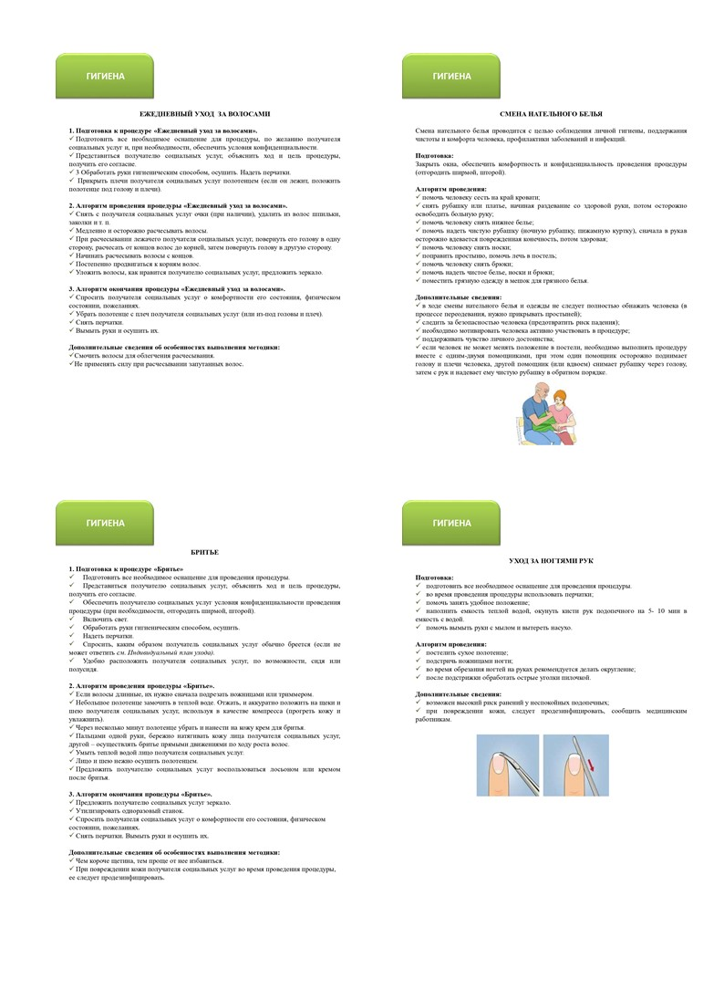 ГИГИЕНА
ЕЖЕДНЕВНЫЙ УХОД ЗА ВОЛОСАМИ
1. Подготовка к процедуре «Ежедневный уход за волосами».
✓ Подготовить все необходимое оснащение для процедуры, по желанию получателя
социальных услуг и, при необходимости, обеспечить условия конфиденциальности.
✓ Представиться получателю социальных услуг, объяснить ход и цель процедуры,
получить его согласие.
✓ 3 Обработать руки гигиеническим способом, осушить. Надеть перчатки.
✓ Прикрыть плечи получателя социальных услуг полотенцем (если он лежит, положить
полотенце под голову и плечи).
2. Алгоритм проведения процедуры «Ежедневный уход за волосами».
✓ Снять с получателя социальных услуг очки (при наличии), удалить из волос шпильки,
заколки и т. п.
✓ Медленно и осторожно расчесывать волосы.
✓ При расчесывании лежачего получателя социальных услуг, повернуть его голову в одну
сторону, расчесать от концов волос до корней, затем повернуть голову в другую сторону.
✓ Начинать расчесывать волосы с концов.
✓ Постепенно продвигаться к корням волос.
✓ Уложить волосы, как нравится получателю социальных услуг, предложить зеркало.
3. Алгоритм окончания процедуры «Ежедневный уход за волосами».
✓ Спросить получателя социальных услуг о комфортности его состояния, физическом
состоянии, пожеланиях.
✓ Убрать полотенце с плеч получателя социальных услуг (или из-под головы и плеч).
✓ Снять перчатки.
✓ Вымыть руки и осушить их.
Дополнительные сведения об особенностях выполнения методики:
✓Смочить волосы для облегчения расчесывания.
✓Не применять силу при расчесывании запутанных волос.
ГИГИЕНА
СМЕНА НАТЕЛЬНОГО БЕЛЬЯ
Смена нательного белья проводится с целью соблюдения личной гигиены, поддержания
чистоты и комфорта человека, профилактики заболеваний и инфекций.
Подготовка:
Закрыть окна, обеспечить комфортность и конфиденциальность проведения процедуры
(отгородить ширмой, шторой).
Алгоритм проведения:
✓ помочь человеку сесть на край кровати;
✓ снять рубашку или платье, начиная раздевание со здоровой руки, потом осторожно
освободить больную руку;
✓ помочь человеку снять нижнее белье;
✓ помочь надеть чистую рубашку (ночную рубашку, пижамную куртку), сначала в рукав
осторожно вдевается поврежденная конечность, потом здоровая;
✓ помочь человеку снять носки;
✓ поправить простыню, помочь лечь в постель;
✓ помочь человеку снять брюки;
✓ помочь надеть чистое белье, носки и брюки;
✓ поместить грязную одежду в мешок для грязного белья.
Дополнительные сведения:
✓ в ходе смены нательного белья и одежды не следует полностью обнажать человека (в
процессе переодевания, нужно прикрывать простыней);
✓ следить за безопасностью человека (предотвратить риск падения);
✓ необходимо мотивировать человека активно участвовать в процедуре;
✓ поддерживать чувство личного достоинства;
✓ если человек не может менять положение в постели, необходимо выполнять процедуру
вместе с одним-двумя помощниками, при этом один помощник осторожно поднимает
голову и плечи человека, другой помощник (или вдвоем) снимает рубашку через голову,
затем с рук и надевает ему чистую рубашку в обратном порядке.
ГИГИЕНА
БРИТЬЕ
1. Подготовка к процедуре «Бритье»
✓ Подготовить все необходимое оснащение для проведения процедуры.
✓ Представиться получателю социальных услуг, объяснить ход и цель процедуры,
получить его согласие.
✓ Обеспечить получателю социальных услуг условия конфиденциальности проведения
процедуры (при необходимости, отгородить ширмой, шторой).
✓ Включить свет.
✓ Обработать руки гигиеническим способом, осушить.
✓ Надеть перчатки.
✓ Спросить, каким образом получатель социальных услуг обычно бреется (если не
может ответить см. Индивидуальный план ухода).
✓ Удобно расположить получателя социальных услуг, по возможности, сидя или
полусидя.
2. Алгоритм проведения процедуры «Бритье».
✓ Если волосы длинные, их нужно сначала подрезать ножницами или триммером.
✓ Небольшое полотенце замочить в теплой воде. Отжать, и аккуратно положить на щеки и
шею получателя социальных услуг, используя в качестве компресса (прогреть кожу и
увлажнить).
✓ Через несколько минут полотенце убрать и нанести на кожу крем для бритья.
✓ Пальцами одной руки, бережно натягивать кожу лица получателя социальных услуг,
другой – осуществлять бритье прямыми движениями по ходу роста волос.
✓ Умыть теплой водой лицо получателя социальных услуг.
✓ Лицо и шею нужно осушить полотенцем.
✓ Предложить получателю социальных услуг воспользоваться лосьоном или кремом
после бритья.
3. Алгоритм окончания процедуры «Бритье».
✓ Предложить получателю социальных услуг зеркало.
✓ Утилизировать одноразовый станок.
✓ Спросить получателя социальных услуг о комфортности его состояния, физическом
состоянии, пожеланиях.
✓ Снять перчатки. Вымыть руки и осушить их.
Дополнительные сведения об особенностях выполнения методики:
✓ Чем короче щетина, тем проще от нее избавиться.
✓ При повреждении кожи получателя социальных услуг во время проведения процедуры,
ее следует продезинфицировать.
ГИГИЕНА
УХОД ЗА НОГТЯМИ РУК
Подготовка:
✓ подготовить все необходимое оснащение для проведения процедуры.
✓ во время проведения процедуры использовать перчатки;
✓ помочь занять удобное положение;
✓ наполнить емкость теплой водой, окунуть кисти рук подопечного на 5- 10 мин в
емкость с водой.
✓ помочь вымыть руки с мылом и вытереть насухо.
Алгоритм проведения:
✓ постелить сухое полотенце;
✓ подстричь ножницами ногти;
✓ во время обрезания ногтей на руках рекомендуется делать округление;
✓ после подстрижки обработать острые уголки пилочкой.
Дополнительные сведения:
✓ возможен высокий риск ранений у неспокойных подопечных;
✓ при повреждении кожи, следует продезинфицировать, сообщить медицинским
работникам.